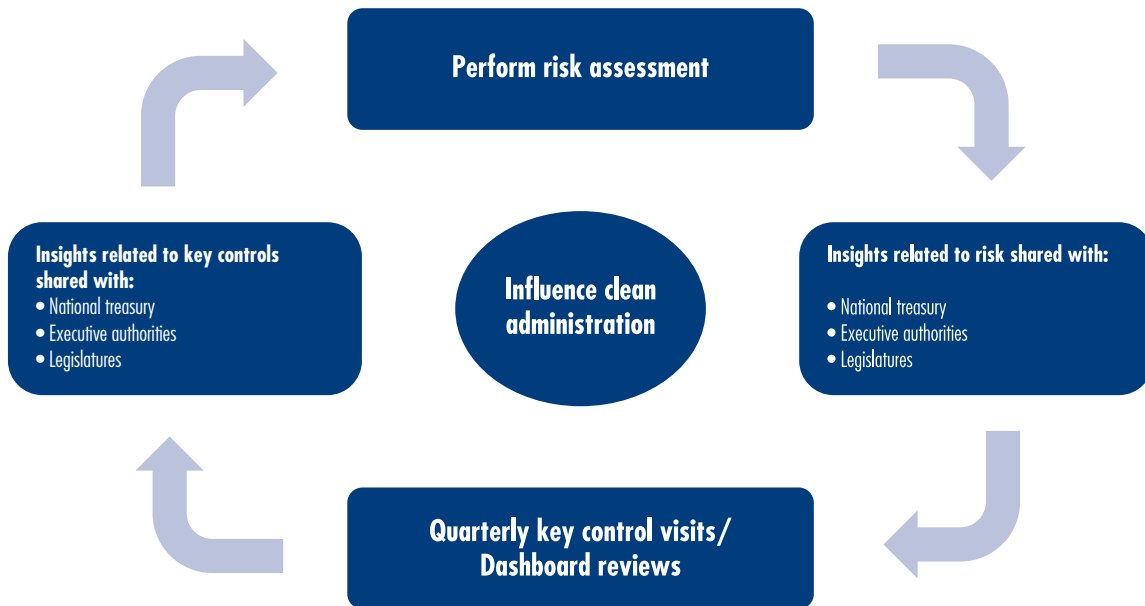 Perform risk assessment
Insights related to key controls
shared with:
• National treasury
• Executive authorities
• Legislatures
Influence clean
administration
Insights related to risk shared with:
• National treasury
• Executive authorities
• Legislatures
Quarterly key control visits/
Dashboard reviews